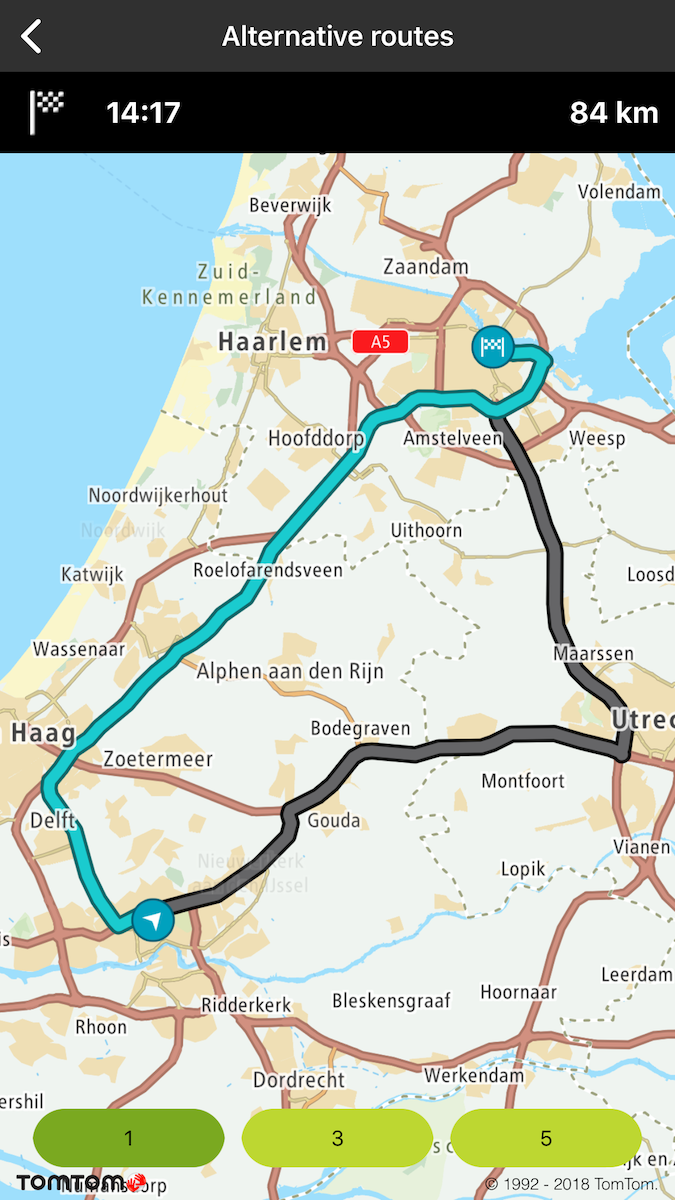 Alternative routes
14:17
84 km
Volendam
Beverwijk
Zaandam
Zuid-
Kennemerland
Haarlem
A5
Hoofddorp
Amstelveen
Weesp
Noordwijkerhout
Noordwijk
Uithoorn
Katwijk
Roelofarendsveen
Loosd
Wassenaar
Maarssen
Alphen aan den Rijn
Haag
Utrec
Bodegraven
Zoetermeer
Montfoort
Delft
Gouda
Vianen
Nieuwerkerk
aan den IJssel
Lopik
is
Leerdam
Hoornaar
Bleskensgraaf
Ridderkerk
Rhoon
Werkendam
Dordrecht
ershil
1
3
5
TOMTOM
© 1992 - 2018 TomTom.